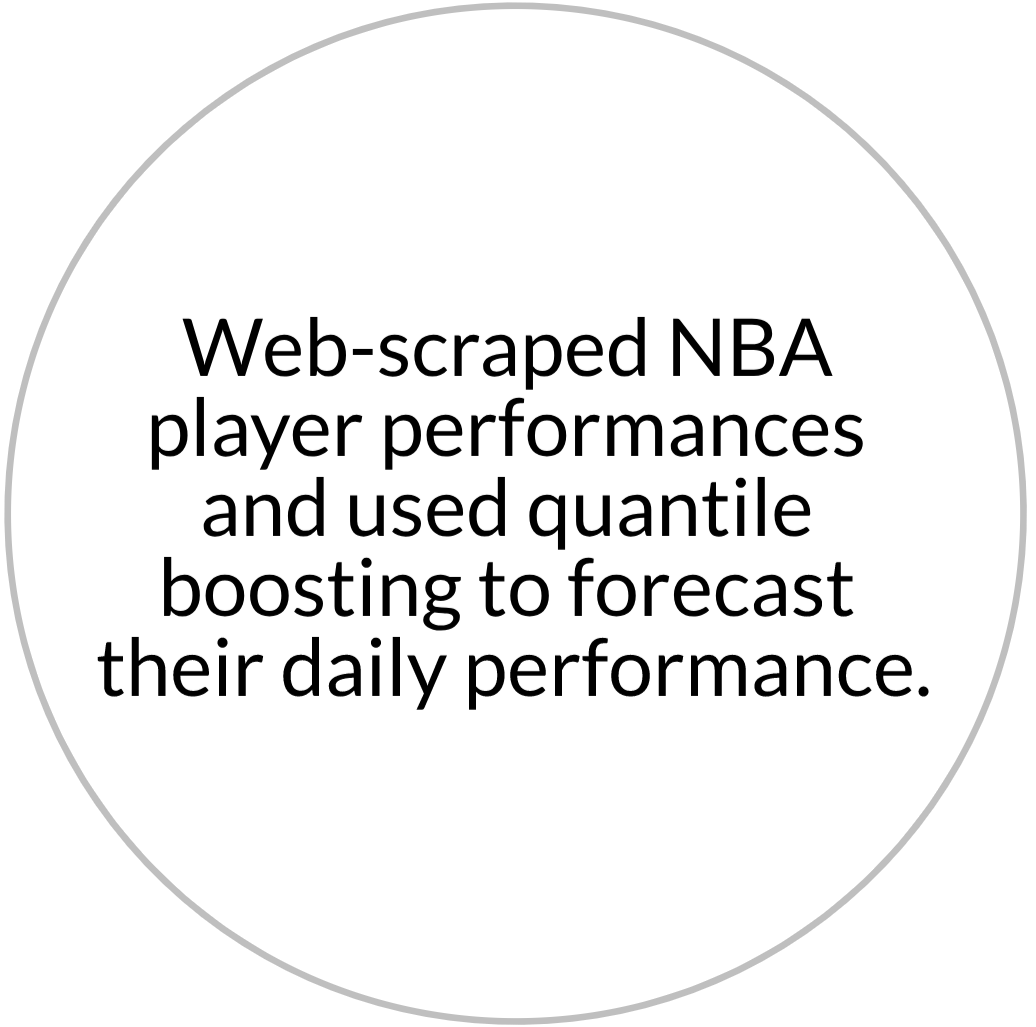 Web-scraped NBA
player performances
and used quantile
boosting to forecast
their daily performance.